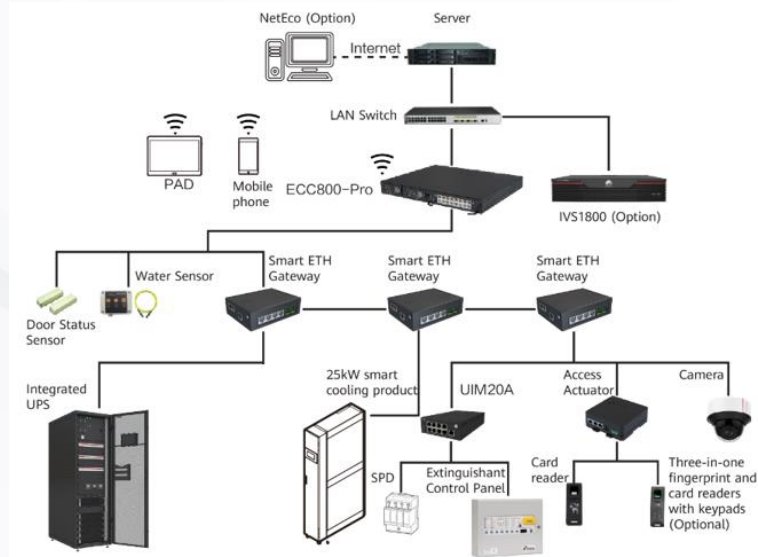 NetEco (Option)
Server
Internet
LAN Switch
PAD
Mobile
phone
ECC800-Pro
IVS1800 (Option)
Door Status
Sensor
Water Sensor
Smart ETH
Gateway
Smart ETH
Gateway
Smart ETH
Gateway
Integrated
UPS
25kW smart
cooling product
UIM20A
Access
Actuator
Camera
SPD
Extinguishant
Control Panel
Card
reader
Three-in-one
fingerprint and
card readers
with keypads
(Optional)